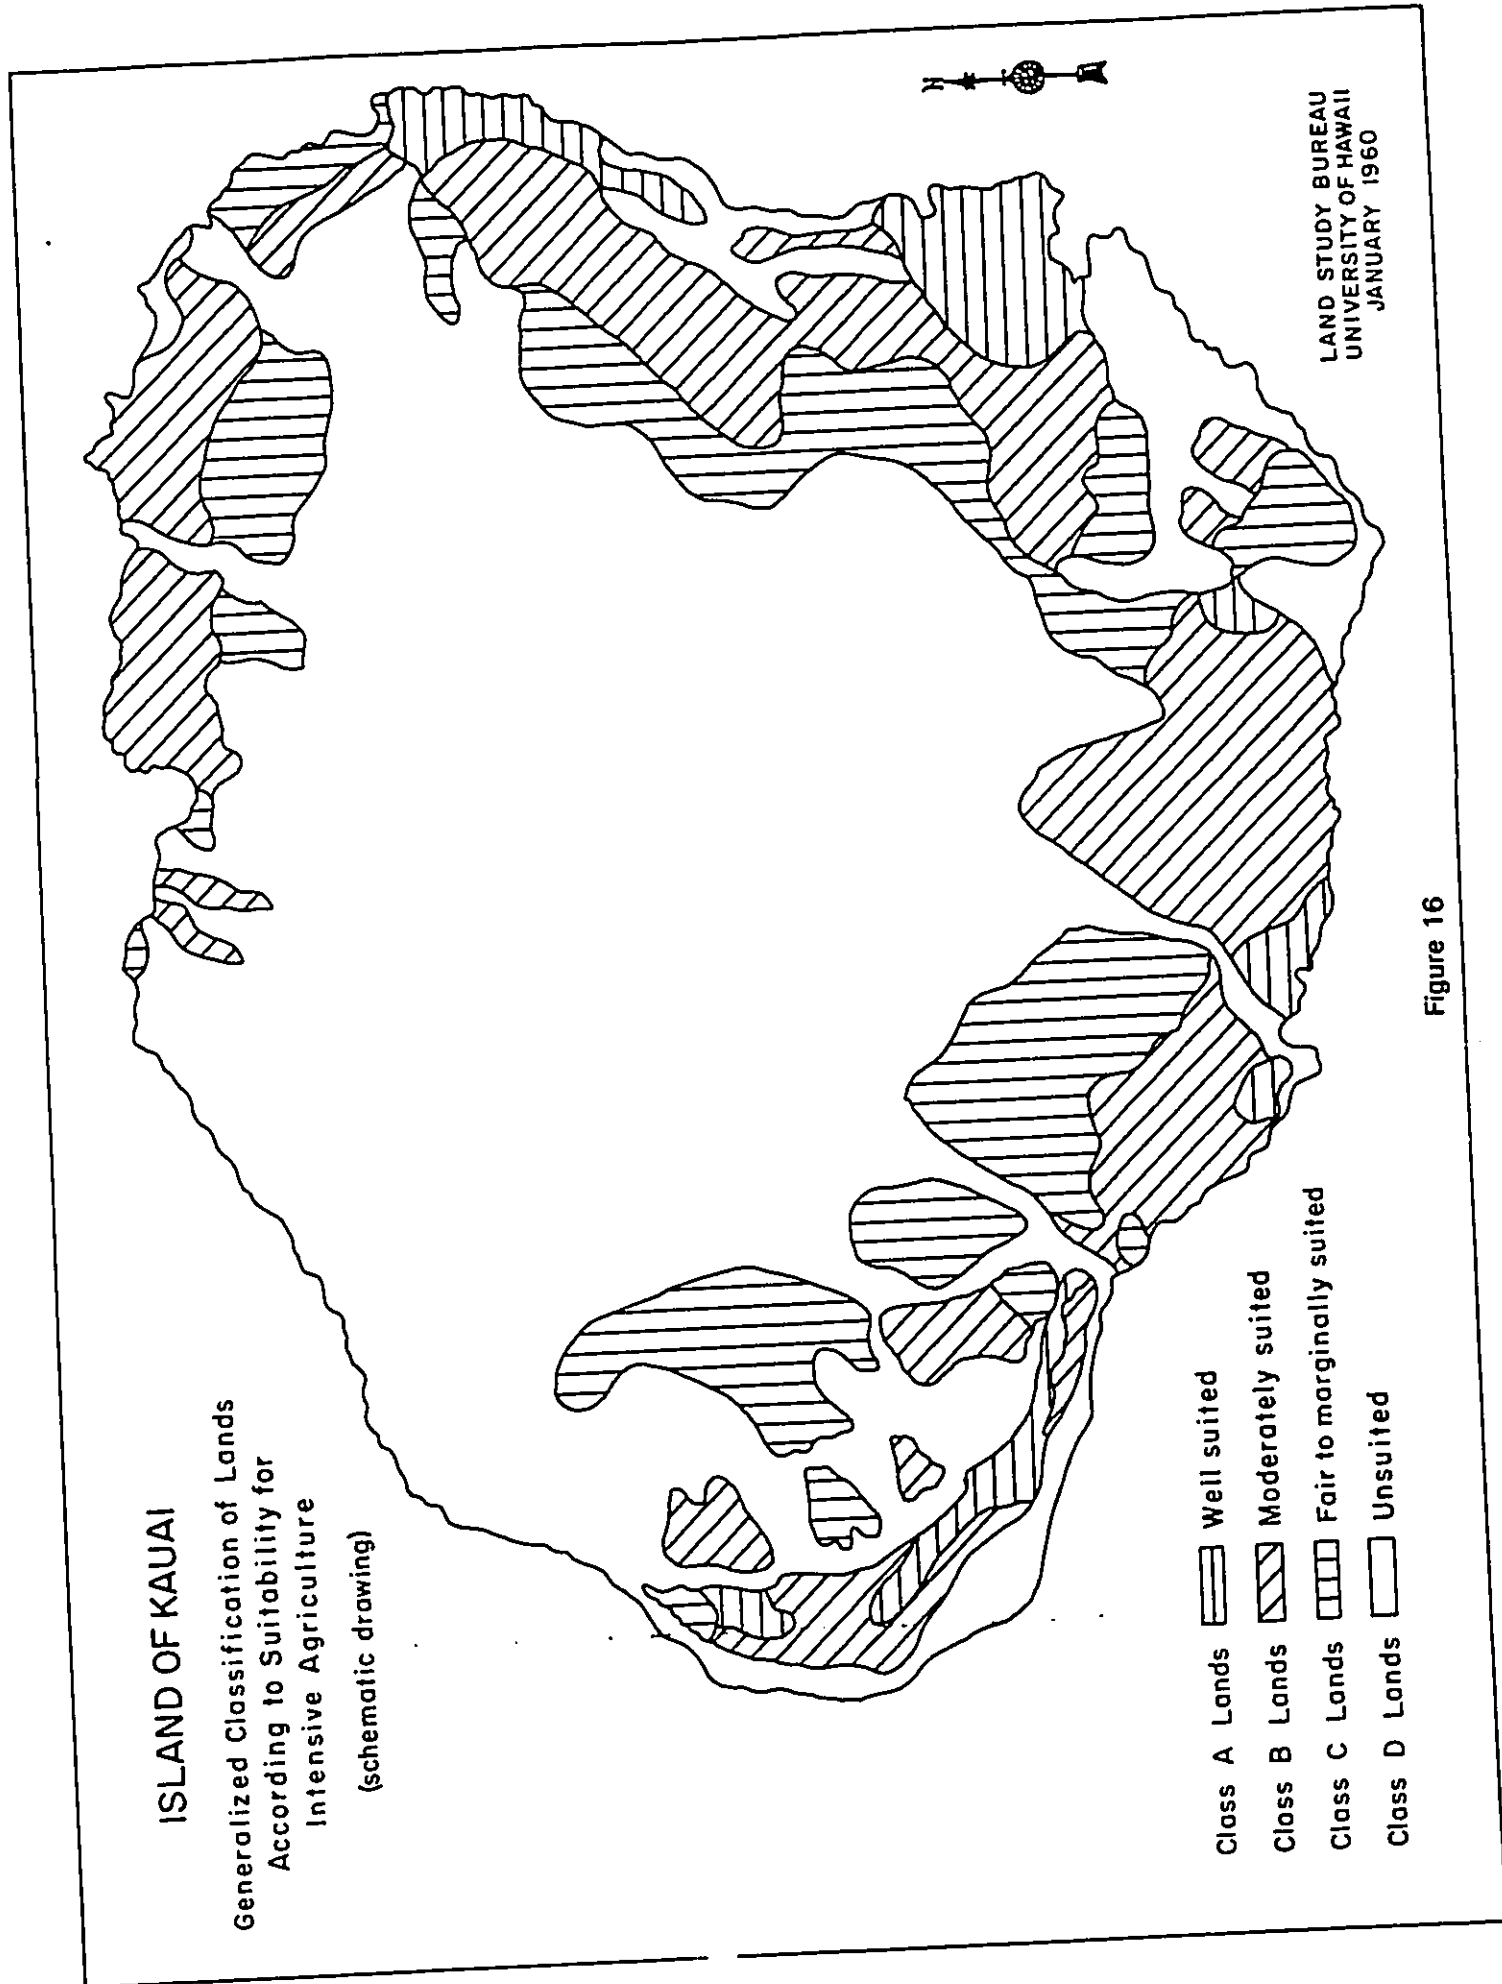 ISLAND OF KAUAI
Generalized Classification of Lands
According to Suitability for
Intensive Agriculture
(schematic drawing)
N
Class A Lands Well suited
Class B Lands Moderately suited
Class C Lands Fair to marginally suited
Class D Lands Unsuited
LAND STUDY BUREAU
UNIVERSITY OF HAWAII
JANUARY 1960
Figure 16